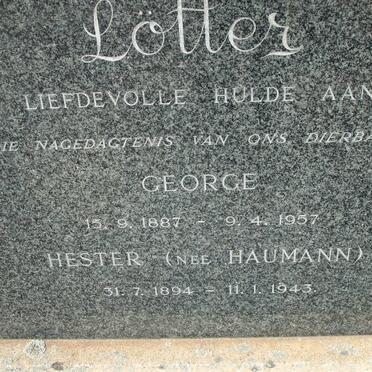 Lötter
LIEFDEVOLLE HULDE AAN
DIE NAGEDAGTENIS VAN ONS DIERBA
GEORGE
15. 9. 1887 - 9. 4. 1957
HESTER (NEE HAUMANN)
31. 7. 1894 - 11. 1. 1943